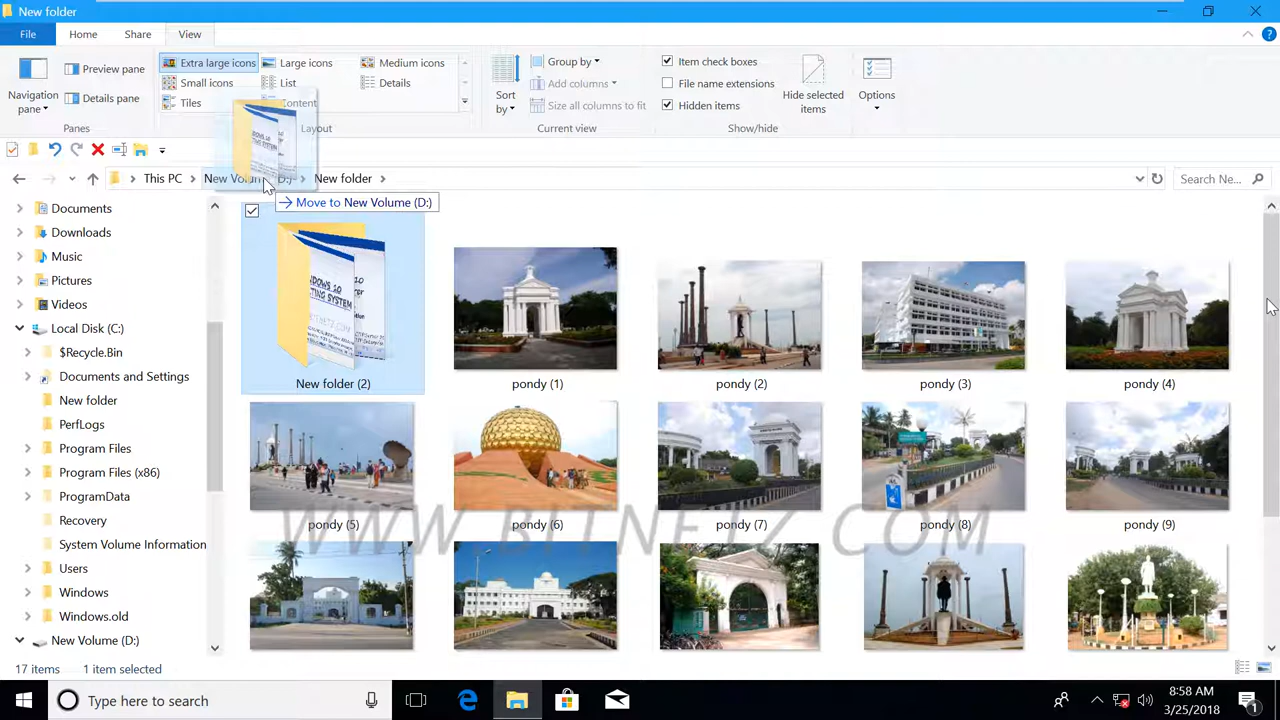 New folder
File Home Share View
Extra large icons Large icons Medium icons
Small icons List Details
Tiles Content
Layout
Navigation pane
Preview pane
Details pane
Panes
Sort by
Group by
Add columns
Size all columns to fit
Current view
Item check boxes
File name extensions
Hidden items
Hide selected items
Options
Show/hide
This PC New Volume (D:) New folder
Search Ne...
Move to New Volume (D:)
Documents
Downloads
Music
Pictures
Videos
Local Disk (C:)
$Recycle.Bin
Documents and Settings
New folder
PerfLogs
Program Files
Program Files (x86)
ProgramData
Recovery
System Volume Information
Users
Windows
Windows.old
New Volume (D:)
New folder (2) pondy (1) pondy (2) pondy (3) pondy (4)
pondy (5) pondy (6) pondy (7) pondy (8) pondy (9)
WWW.BITNETZ.COM
17 items 1 item selected
Type here to search
8:58 AM
3/25/2018
1